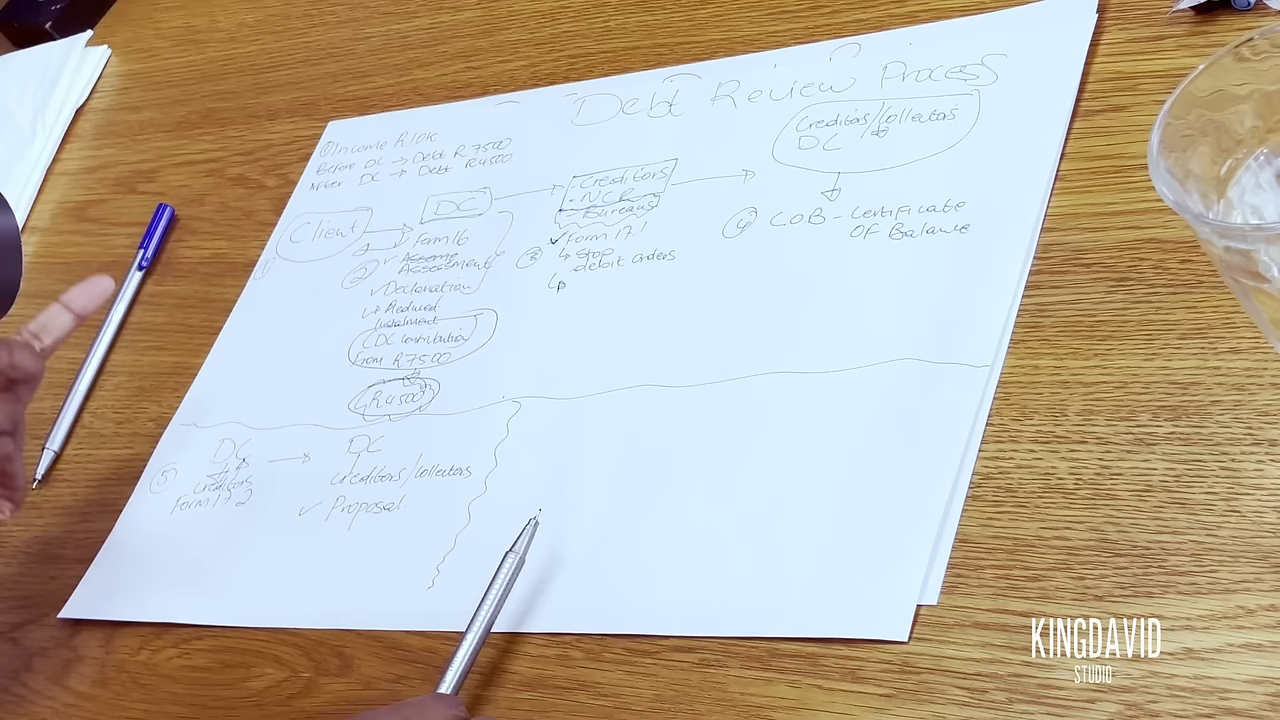 Debt Review Process
① Income R10K
Before DC → Debt R7500
After DC → Debt R4500
Client
①
DC
② ✓ Form 16
✓ Assome
Assessment
✓ Declaration
✓ Reduced
Instalment
(DC contribution
from R7500
↳ R4500
- Creditors
- NCR
- Bureaus
③ ✓ Form 17.1
↳ stop
debit orders
↳
Creditors/Collectors
DC
④ C.O.B - Certificate
OF Balance
⑤ DC → DC
creditors
Form 17.2
creditors/collectors
✓ Proposal.
KINGDAVID
STUDIO